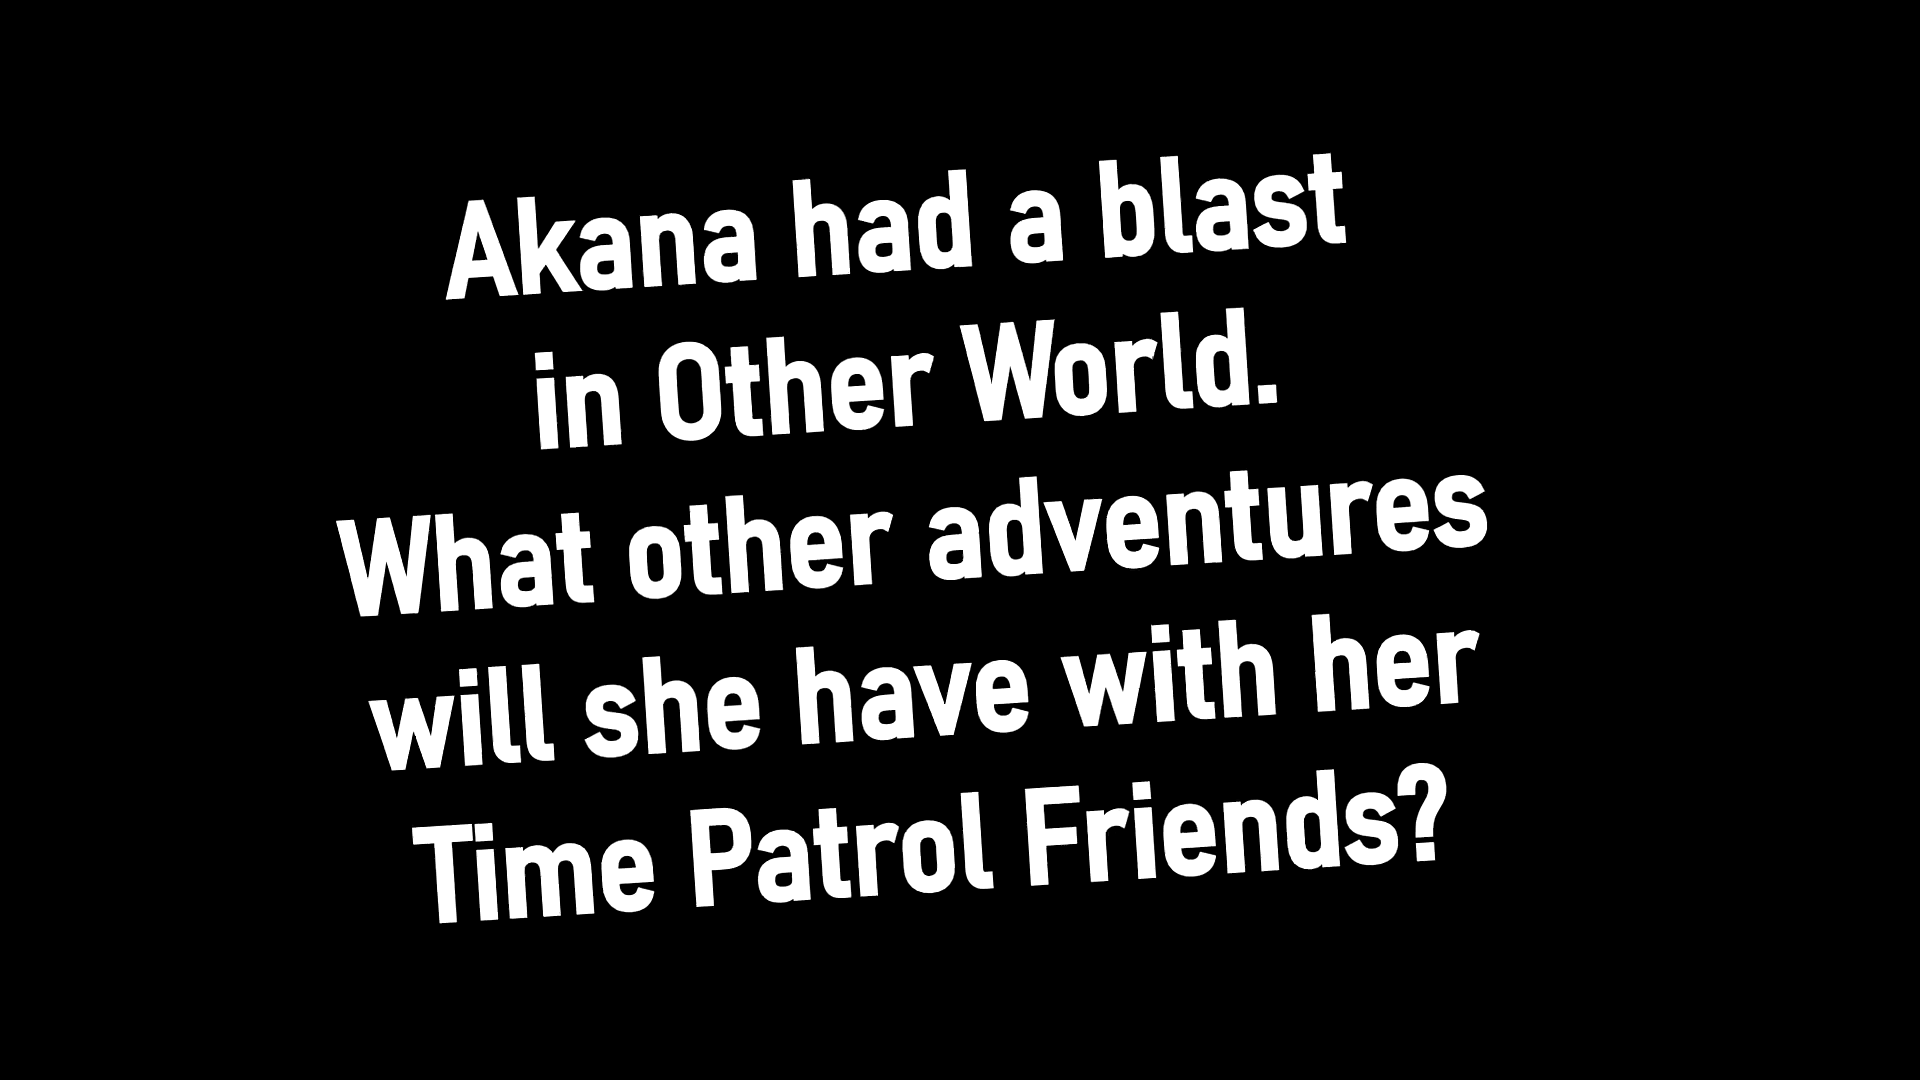 Akana had a blast
in Other World.
What other adventures
will she have with her
Time Patrol Friends?